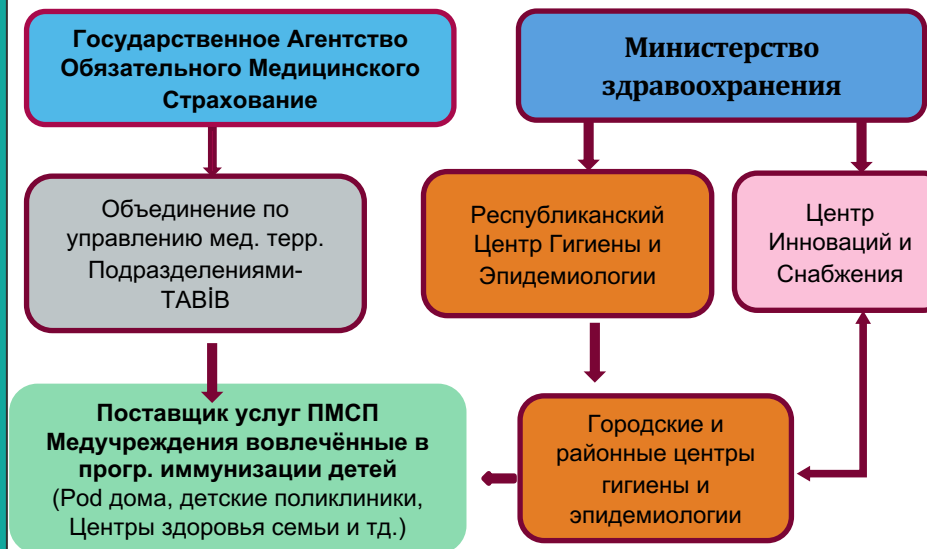 Государственное Агентство
Обязательного Медицинского
Страхование
Министерство
здравоохранения
Объединение по
управлению мед. терр.
Подразделениями-
TABİB
Республиканский
Центр Гигиены и
Эпидемиологии
Центр
Инноваций и
Снабжения
Поставщик услуг ПМСП
Медучреждения вовлечённые в
прогр. иммунизации детей
(Pod дома, детские поликлиники,
Центры здоровья семьи и тд.)
Городские и
районные центры
гигиены и
эпидемиологии